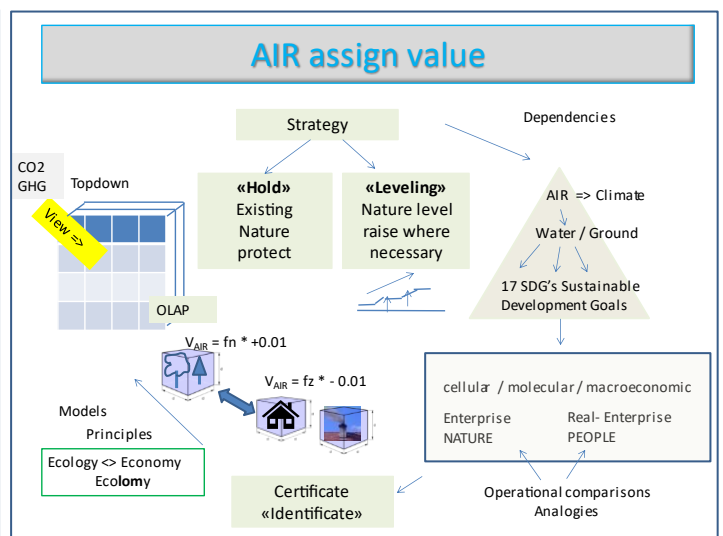 AIR assign value
Dependencies
Strategy
CO2
GHG
Topdown
View =>
OLAP
«Hold»
Existing
Nature
protect
«Leveling»
Nature level
raise where
necessary
AIR => Climate
Water / Ground
17 SDG's Sustainable
Development Goals
V_AIR = fn * +0.01
V_AIR = fz * - 0.01
Models
Principles
Ecology <> Economy
Ecolomy
cellular / molecular / macroeconomic
Enterprise
NATURE
Real- Enterprise
PEOPLE
Certificate
«Identificate»
Operational comparisons
Analogies